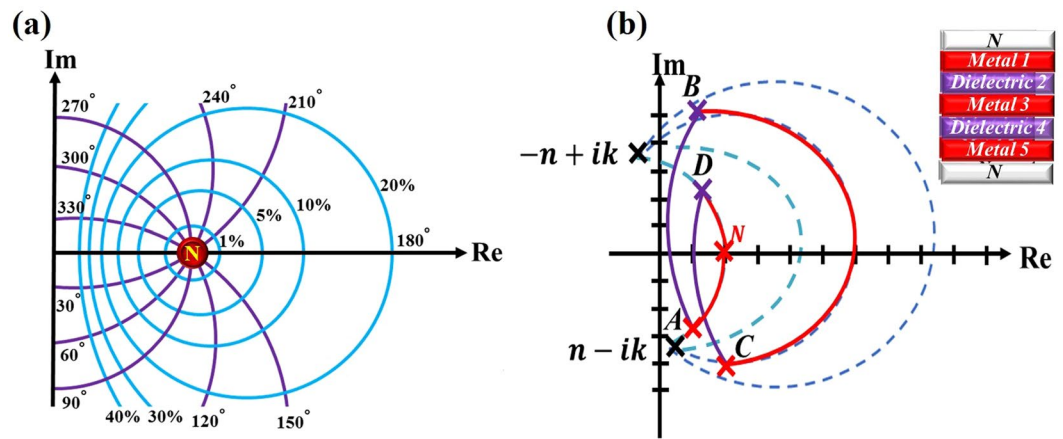 (a)
Im
270°
240°
210°
300°
330°
20%
10%
5%
1%
N
180°
Re
30°
60°
90°
40%
30%
120°
150°
(b)
Im
B
-n + ik
D
N
Re
A
n - ik
C
N
Metal 1
Dielectric 2
Metal 3
Dielectric 4
Metal 5
N